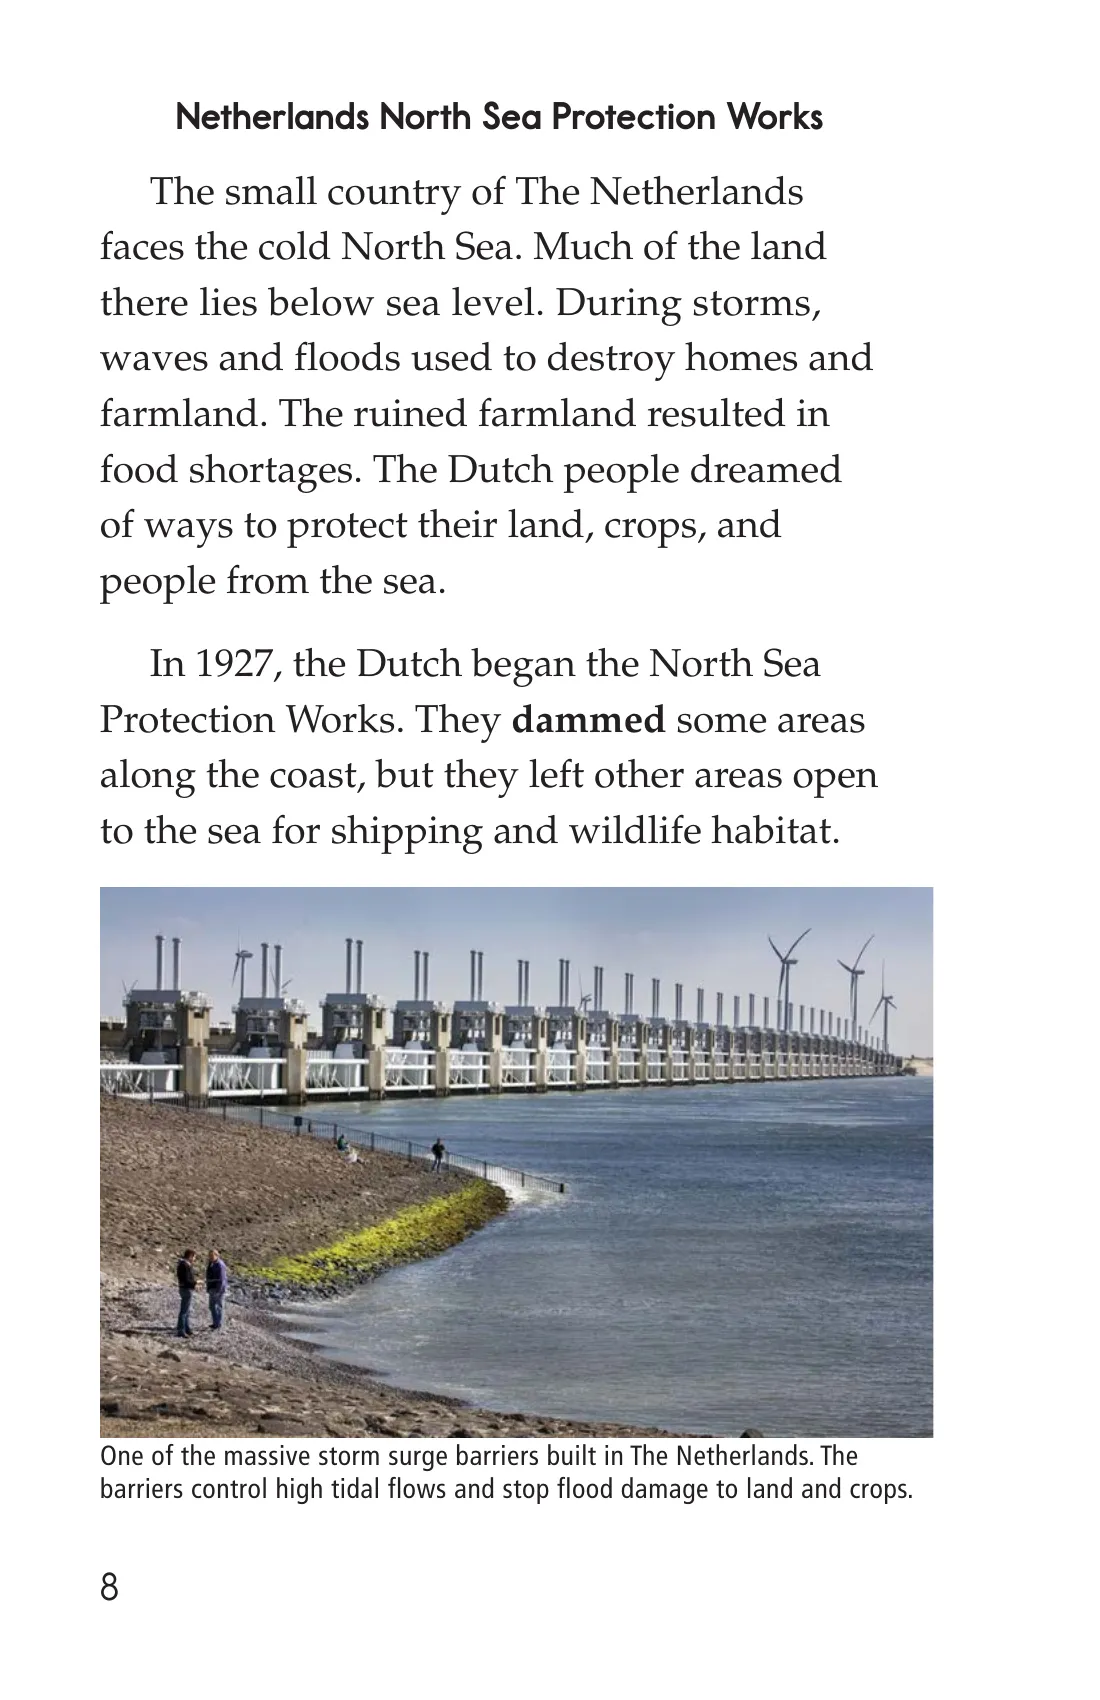 Netherlands North Sea Protection Works
The small country of The Netherlands
faces the cold North Sea. Much of the land
there lies below sea level. During storms,
waves and floods used to destroy homes and
farmland. The ruined farmland resulted in
food shortages. The Dutch people dreamed
of ways to protect their land, crops, and
people from the sea.
In 1927, the Dutch began the North Sea
Protection Works. They dammed some areas
along the coast, but they left other areas open
to the sea for shipping and wildlife habitat.
One of the massive storm surge barriers built in The Netherlands. The
barriers control high tidal flows and stop flood damage to land and crops.
8